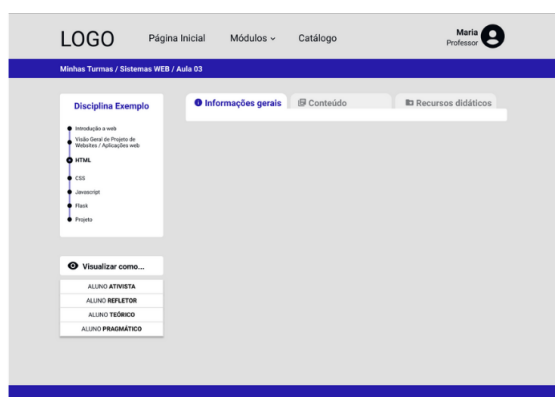 LOGO
Página Inicial
Módulos
Catálogo
Maria
Professor
Minhas Turmas / Sistemas WEB / Aula 03
Disciplina Exemplo
Introdução a web
Visão Geral de Projeto de
Websites / Aplicações web
HTML
CSS
Javascript
Flask
Projeto
Informações gerais
Conteúdo
Recursos didáticos
Visualizar como...
ALUNO ATIVISTA
ALUNO REFLETOR
ALUNO TEÓRICO
ALUNO PRAGMÁTICO